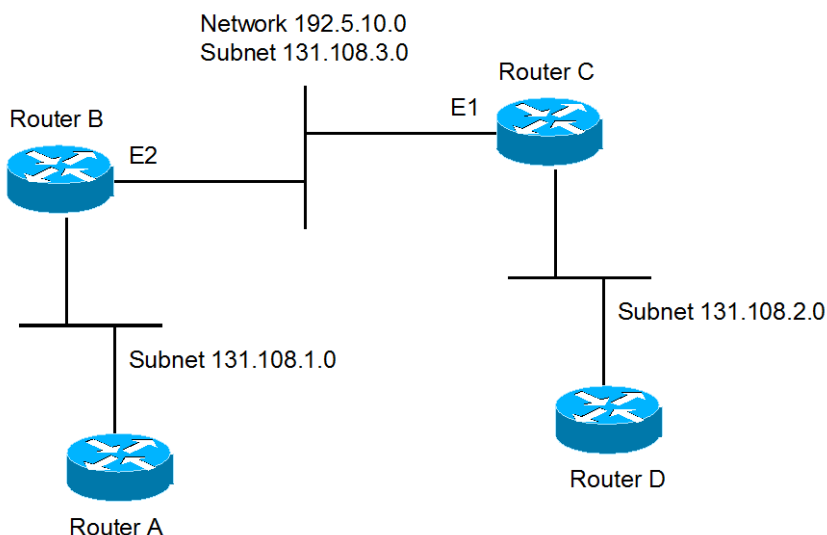 Network 192.5.10.0
Subnet 131.108.3.0
Router C
E1
Router B
E2
Subnet 131.108.2.0
Subnet 131.108.1.0
Router D
Router A